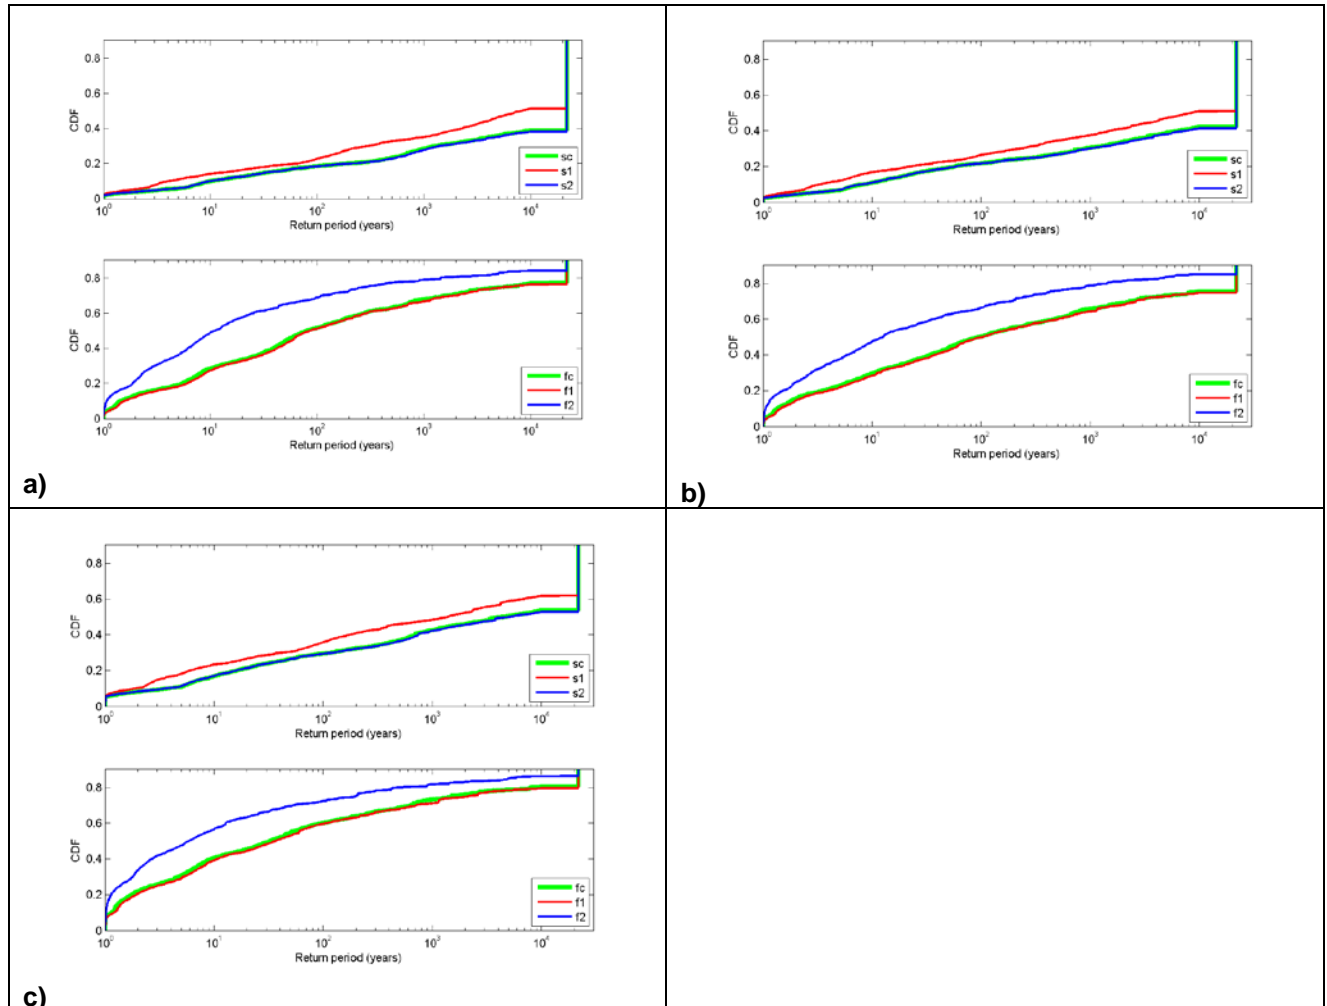 0.8
0.6
CDF
0.4
0.2
0
sc
s1
s2
10⁰ 10¹ 10² 10³ 10⁴
Return period (years)
0.8
0.6
CDF
0.4
0.2
0
fc
f1
f2
10⁰ 10¹ 10² 10³ 10⁴
Return period (years)
a)
0.8
0.6
CDF
0.4
0.2
0
sc
s1
s2
10⁰ 10¹ 10² 10³ 10⁴
Return period (years)
0.8
0.6
CDF
0.4
0.2
0
fc
f1
f2
10⁰ 10¹ 10² 10³ 10⁴
Return period (years)
b)
0.8
0.6
CDF
0.4
0.2
0
sc
s1
s2
10⁰ 10¹ 10² 10³ 10⁴
Return period (years)
0.8
0.6
CDF
0.4
0.2
0
fc
f1
f2
10⁰ 10¹ 10² 10³ 10⁴
Return period (years)
c)